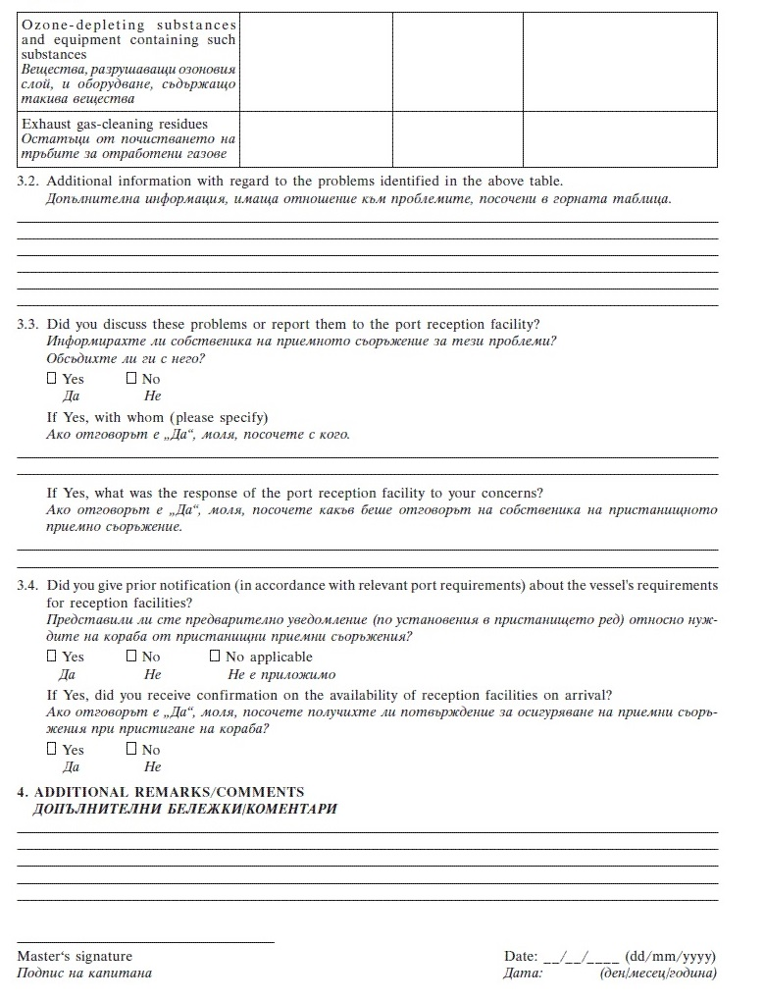 Ozone-depleting substances
and equipment containing such
substances
Вещества, разрушаващи озоновия
слой, и оборудване, съдържащо
такива вещества
Exhaust gas-cleaning residues
Остатъци от почистването на
тръбите за отработени газове
3.2. Additional information with regard to the problems identified in the above table.
Допълнителна информация, имаща отношение към проблемите, посочени в горната таблица.
3.3. Did you discuss these problems or report them to the port reception facility?
Информирахте ли собственика на приемното съоръжение за тези проблеми?
Обсъдихте ли ги с него?
☐ Yes ☐ No
Да Не
If Yes, with whom (please specify)
Ако отговорът е „Да“, моля, посочете с кого.
If Yes, what was the response of the port reception facility to your concerns?
Ако отговорът е „Да“, моля, посочете какъв беше отговорът на собственика на пристанищното
приемно съоръжение.
3.4. Did you give prior notification (in accordance with relevant port requirements) about the vessel's requirements
for reception facilities?
Представили ли сте предварително уведомление (по установения в пристанището ред) относно нуж-
дите на кораба от пристанищни приемни съоръжения?
☐ Yes ☐ No ☐ No applicable
Да Не Не е приложимо
If Yes, did you receive confirmation on the availability of reception facilities on arrival?
Ако отговорът е „Да“, моля, посочете получихте ли потвърждение за осигуряване на приемни съоръ-
жения при пристигане на кораба?
☐ Yes ☐ No
Да Не
4. ADDITIONAL REMARKS/COMMENTS
ДОПЪЛНИТЕЛНИ БЕЛЕЖКИ/КОМЕНТАРИ
Master‘s signature Date: __/__/____ (dd/mm/yyyy)
Подпис на капитана Дата: (ден/месец/година)